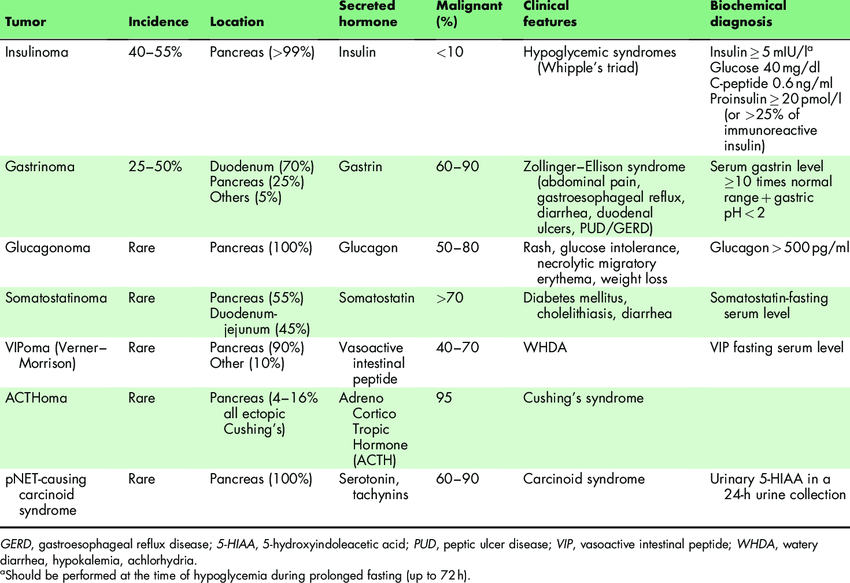 Tumor Incidence Location Secreted hormone Malignant (%) Clinical features Biochemical diagnosis
Insulinoma 40–55% Pancreas (>99%) Insulin <10 Hypoglycemic syndromes Insulin ≥ 5 mIU/lᵃ
(Whipple's triad) Glucose 40 mg/dl
C-peptide 0.6 ng/ml
Proinsulin ≥ 20 pmol/l
(or >25% of
immunoreactive
insulin)
Gastrinoma 25–50% Duodenum (70%) Gastrin 60–90 Zollinger–Ellison syndrome Serum gastrin level
Pancreas (25%) (abdominal pain, ≥10 times normal
Others (5%) gastroesophageal reflux, range + gastric
diarrhea, duodenal pH < 2
ulcers, PUD/GERD)
Glucagonoma Rare Pancreas (100%) Glucagon 50–80 Rash, glucose intolerance, Glucagon > 500 pg/ml
necrolytic migratory
erythema, weight loss
Somatostatinoma Rare Pancreas (55%) Somatostatin >70 Diabetes mellitus, Somatostatin-fasting
Duodenum- cholelithiasis, diarrhea serum level
jejunum (45%)
VIPoma (Verner– Rare Pancreas (90%) Vasoactive 40–70 WHDA VIP fasting serum level
Morrison) Other (10%) intestinal
peptide
ACTHoma Rare Pancreas (4–16% Adreno 95 Cushing's syndrome
all ectopic Cortico
Cushing's) Tropic
Hormone
(ACTH)
pNET-causing Rare Pancreas (100%) Serotonin, 60–90 Carcinoid syndrome Urinary 5-HIAA in a
carcinoid tachynins 24-h urine collection
syndrome
GERD, gastroesophageal reflux disease; 5-HIAA, 5-hydroxyindoleacetic acid; PUD, peptic ulcer disease; VIP, vasoactive intestinal peptide; WHDA, watery
diarrhea, hypokalemia, achlorhydria.
ᵃShould be performed at the time of hypoglycemia during prolonged fasting (up to 72 h).